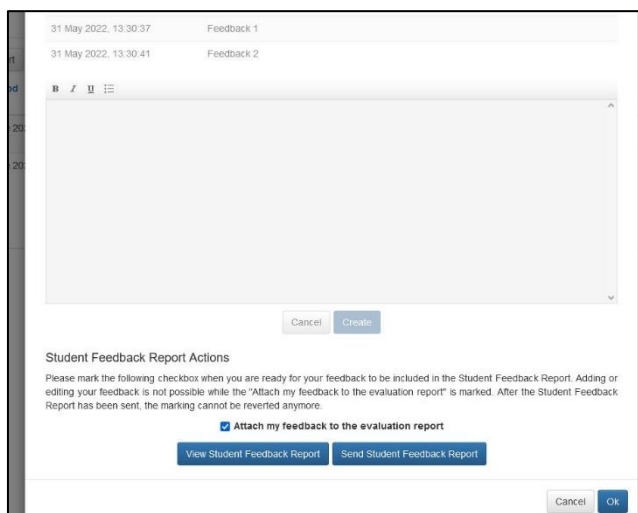 31 May 2022, 13:30:37 Feedback 1
31 May 2022, 13:30:41 Feedback 2
B I U
Cancel Create
Student Feedback Report Actions
Please mark the following checkbox when you are ready for your feedback to be included in the Student Feedback Report. Adding or
editing your feedback is not possible while the "Attach my feedback to the evaluation report" is marked. After the Student Feedback
Report has been sent, the marking cannot be reverted anymore.
Attach my feedback to the evaluation report
View Student Feedback Report Send Student Feedback Report
Cancel Ok